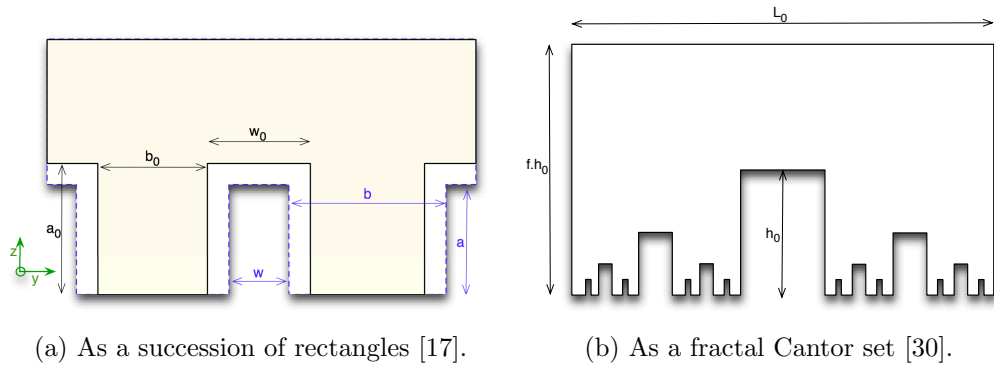 w₀
b₀
b
a₀
a
w
z
y
(a) As a succession of rectangles [17].
L₀
f.h₀
h₀
(b) As a fractal Cantor set [30].